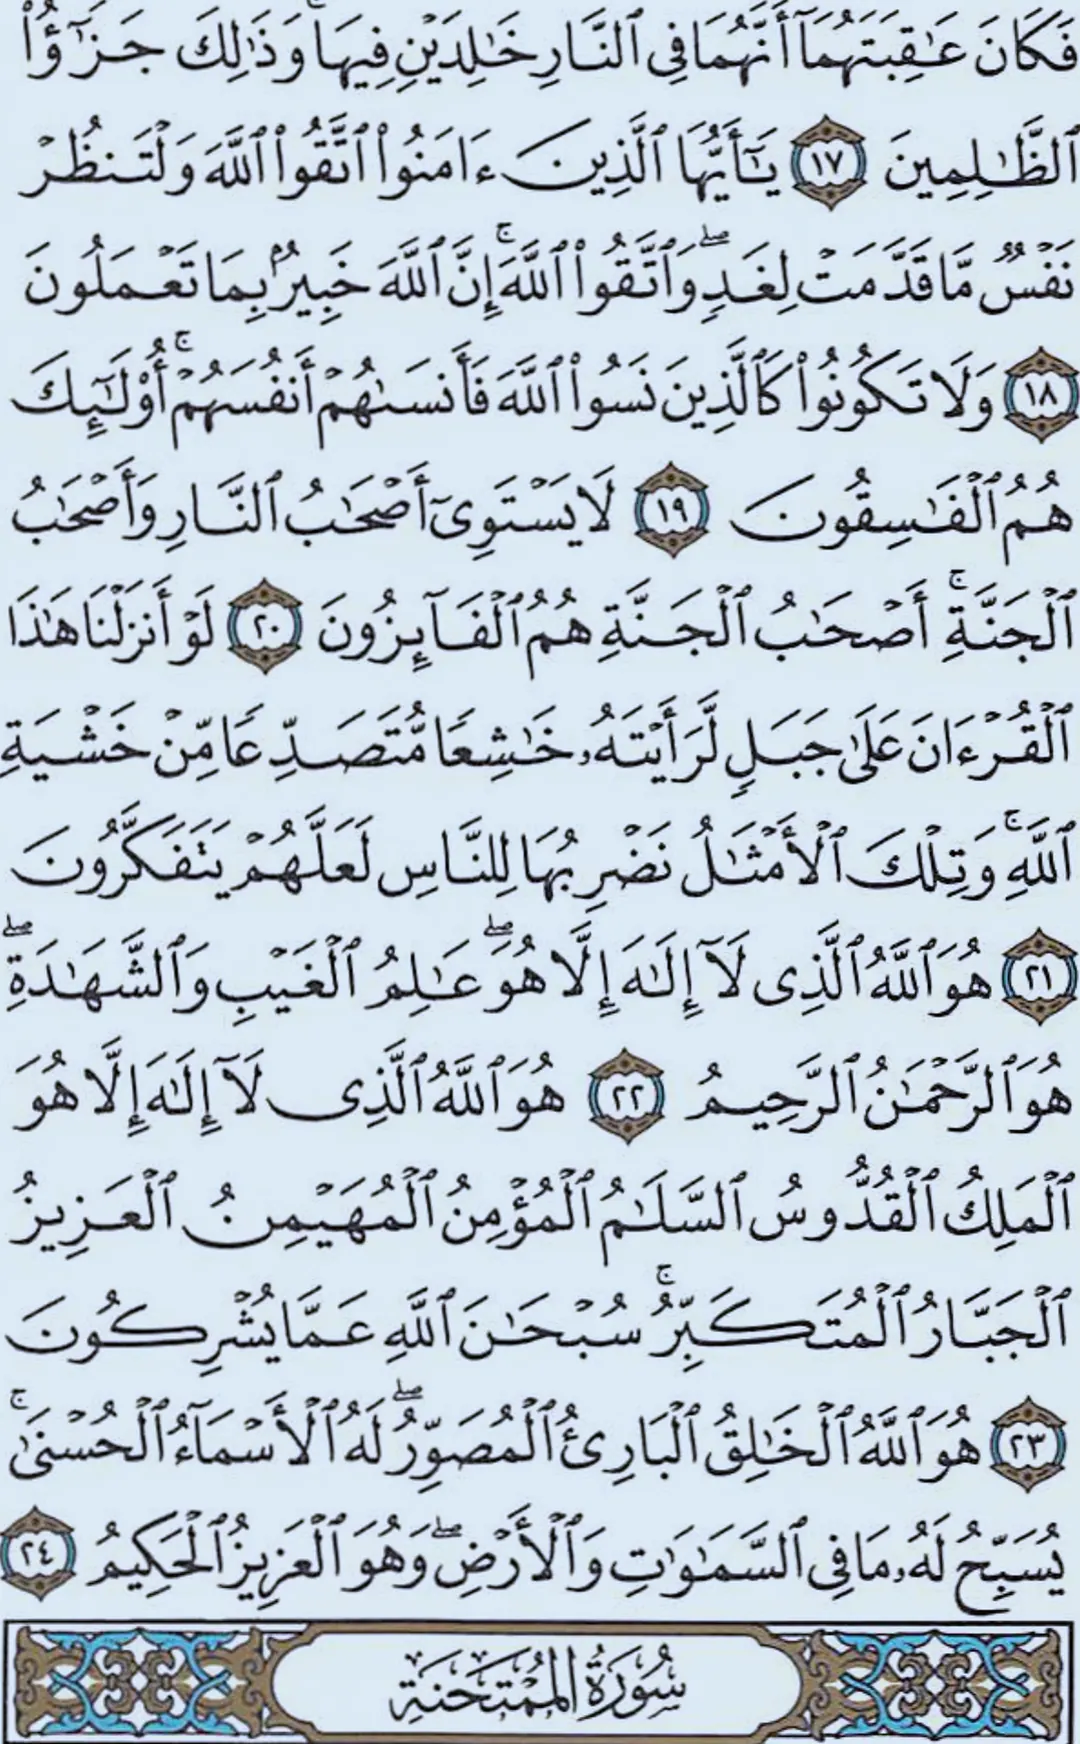 فَكَانَ عَٰقِبَتَهُمَآ أَنَّهُمَا فِي ٱلنَّارِ خَٰلِدَيۡنِ فِيهَاۚ وَذَٰلِكَ جَزَٰٓؤُاْ
ٱلظَّٰلِمِينَ ١٧ يَٰٓأَيُّهَا ٱلَّذِينَ ءَامَنُواْ ٱتَّقُواْ ٱللَّهَ وَلۡتَنظُرۡ
نَفۡسٞ مَّا قَدَّمَتۡ لِغَدٖۖ وَٱتَّقُواْ ٱللَّهَۚ إِنَّ ٱللَّهَ خَبِيرُۢ بِمَا تَعۡمَلُونَ
١٨ وَلَا تَكُونُواْ كَٱلَّذِينَ نَسُواْ ٱللَّهَ فَأَنسَىٰهُمۡ أَنفُسَهُمۡۚ أُوْلَٰٓئِكَ
هُمُ ٱلۡفَٰسِقُونَ ١٩ لَا يَسۡتَوِيٓ أَصۡحَٰبُ ٱلنَّارِ وَأَصۡحَٰبُ
ٱلۡجَنَّةِۚ أَصۡحَٰبُ ٱلۡجَنَّةِ هُمُ ٱلۡفَآئِزُونَ ٢٠ لَوۡ أَنزَلۡنَا هَٰذَا
ٱلۡقُرۡءَانَ عَلَىٰ جَبَلٖ لَّرَأَيۡتَهُۥ خَٰشِعٗا مُّتَصَدِّعٗا مِّنۡ خَشۡيَةِ
ٱللَّهِۚ وَتِلۡكَ ٱلۡأَمۡثَٰلُ نَضۡرِبُهَا لِلنَّاسِ لَعَلَّهُمۡ يَتَفَكَّرُونَ
٢١ هُوَ ٱللَّهُ ٱلَّذِي لَآ إِلَٰهَ إِلَّا هُوَۖ عَٰلِمُ ٱلۡغَيۡبِ وَٱلشَّهَٰدَةِۖ
هُوَ ٱلرَّحۡمَٰنُ ٱلرَّحِيمُ ٢٢ هُوَ ٱللَّهُ ٱلَّذِي لَآ إِلَٰهَ إِلَّا هُوَ
ٱلۡمَلِكُ ٱلۡقُدُّوسُ ٱلسَّلَٰمُ ٱلۡمُؤۡمِنُ ٱلۡمُهَيۡمِنُ ٱلۡعَزِيزُ
ٱلۡجَبَّارُ ٱلۡمُتَكَبِّرُۚ سُبۡحَٰنَ ٱللَّهِ عَمَّا يُشۡرِكُونَ
٢٣ هُوَ ٱللَّهُ ٱلۡخَٰلِقُ ٱلۡبَارِئُ ٱلۡمُصَوِّرُۖ لَهُ ٱلۡأَسۡمَآءُ ٱلۡحُسۡنَىٰۚ
يُسَبِّحُ لَهُۥ مَا فِي ٱلسَّمَٰوَٰتِ وَٱلۡأَرۡضِۖ وَهُوَ ٱلۡعَزِيزُ ٱلۡحَكِيمُ ٢٤
سُورَةُ المُمۡتَحنَةِ